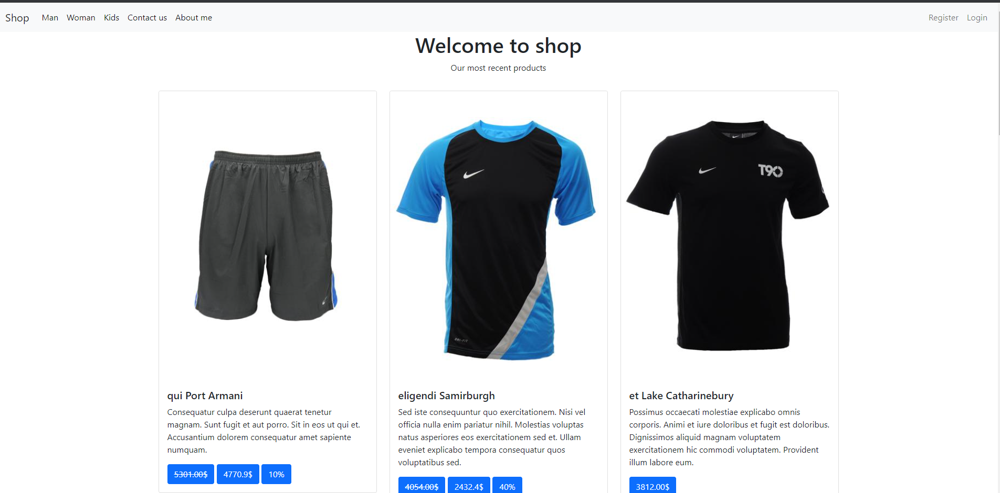 Shop Man Woman Kids Contact us About me Register Login
Welcome to shop
Our most recent products
T90
DRI-FIT
qui Port Armani
Consequatur culpa deserunt quaerat tenetur
magnam. Sunt fugit et aut porro. Sit in eos ut qui et.
Accusantium dolorem consequatur amet sapiente
numquam.
5301.00$ 4770.9$ 10%
eligendi Samirburgh
Sed iste consequuntur quo exercitationem. Nisi vel
officia nulla enim pariatur nihil. Molestias voluptas
natus asperiores eos exercitationem sed et. Ullam
eveniet explicabo tempora consequatur quos
voluptatibus sed.
4054.00$ 2432.4$ 40%
et Lake Catharinebury
Possimus occaecati molestiae explicabo omnis
corporis. Animi et iure doloribus et fugit est doloribus.
Dignissimos aliquid magnam voluptatem
exercitationem hic commodi voluptatem. Provident
illum labore eum.
3812.00$